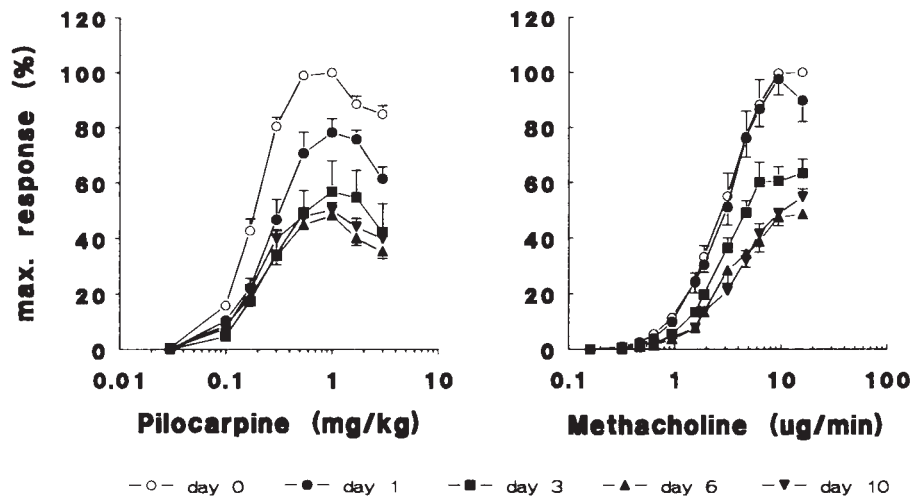 max. response (%)
120
100
80
60
40
20
0
0.01 0.1 1 10
Pilocarpine (mg/kg)
120
100
80
60
40
20
0
0.1 1 10 100
Methacholine (ug/min)
day 0 day 1 day 3 day 6 day 10